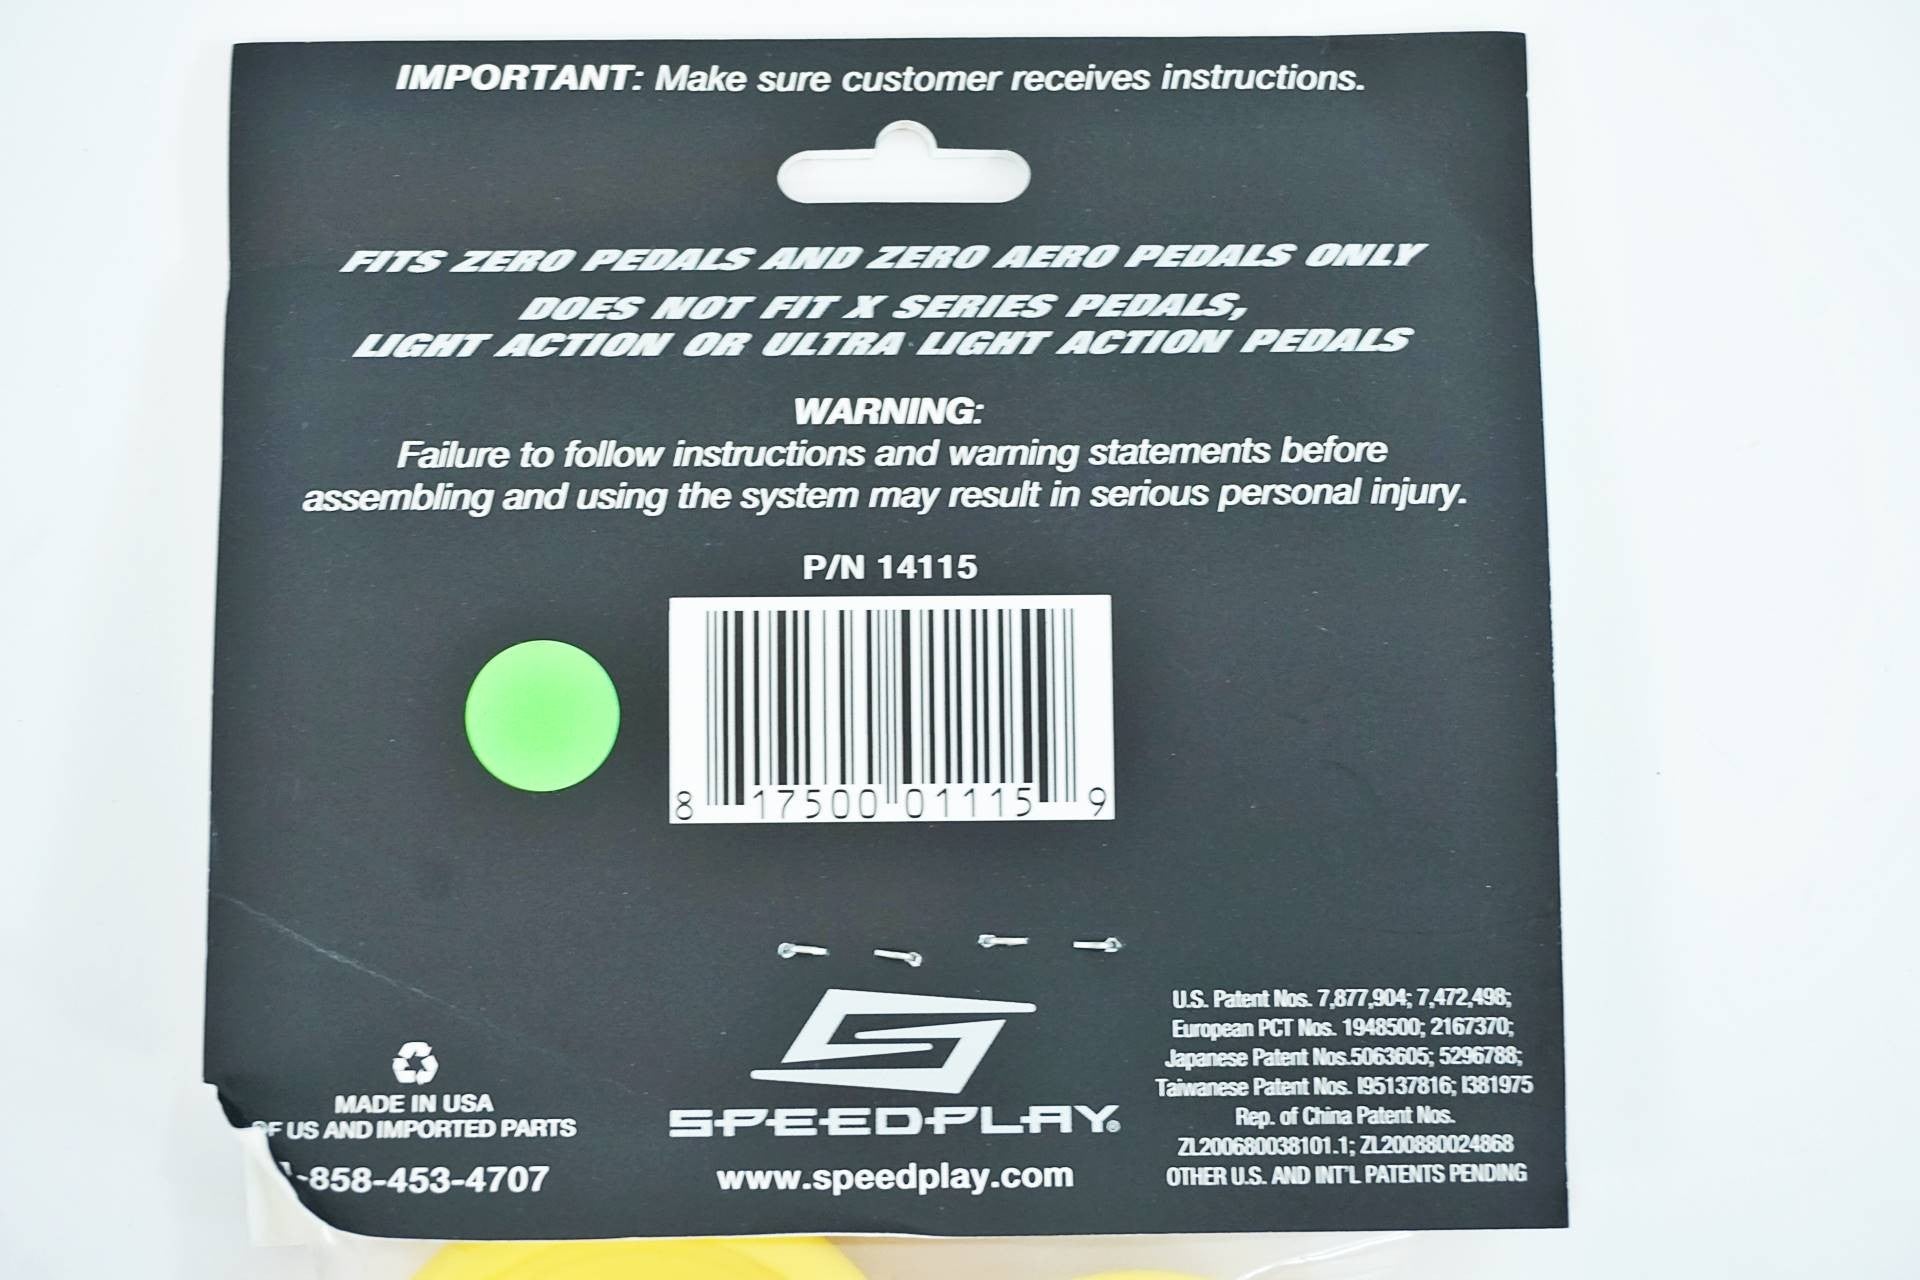 IMPORTANT: Make sure customer receives instructions.
FITS ZERO PEDALS AND ZERO AERO PEDALS ONLY
DOES NOT FIT X SERIES PEDALS,
LIGHT ACTION OR ULTRA LIGHT ACTION PEDALS
WARNING:
Failure to follow instructions and warning statements before
assembling and using the system may result in serious personal injury.
P/N 14115
8 17500 01115 9
MADE IN USA
OF US AND IMPORTED PARTS
1-858-453-4707
SPEEDPLAY®
www.speedplay.com
U.S. Patent Nos. 7,877,904; 7,472,498;
European PCT Nos. 1948500; 2167370;
Japanese Patent Nos.5063605; 5296788;
Taiwanese Patent Nos. I95137816; I381975
Rep. of China Patent Nos.
ZL200680038101.1; ZL200880024868
OTHER U.S. AND INT'L PATENTS PENDING